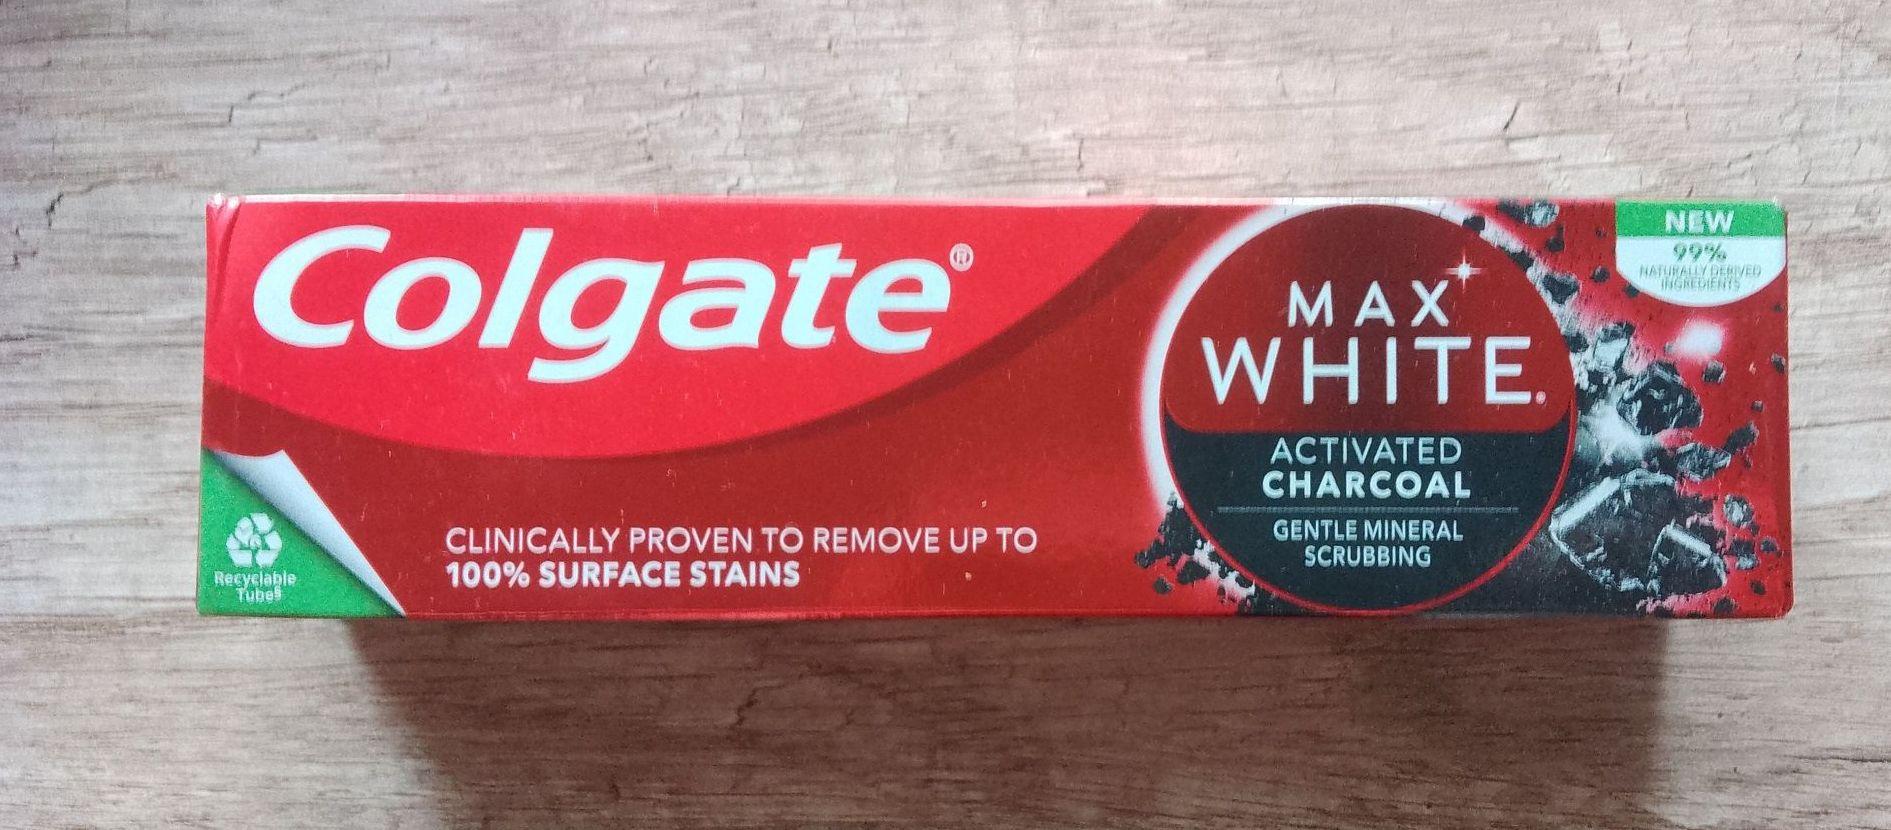 Colgate®
MAX
WHITE.
ACTIVATED
CHARCOAL
GENTLE MINERAL
SCRUBBING
NEW
99%
NATURALLY DERIVED
INGREDIENTS
Recyclable
Tube§
CLINICALLY PROVEN TO REMOVE UP TO
100% SURFACE STAINS